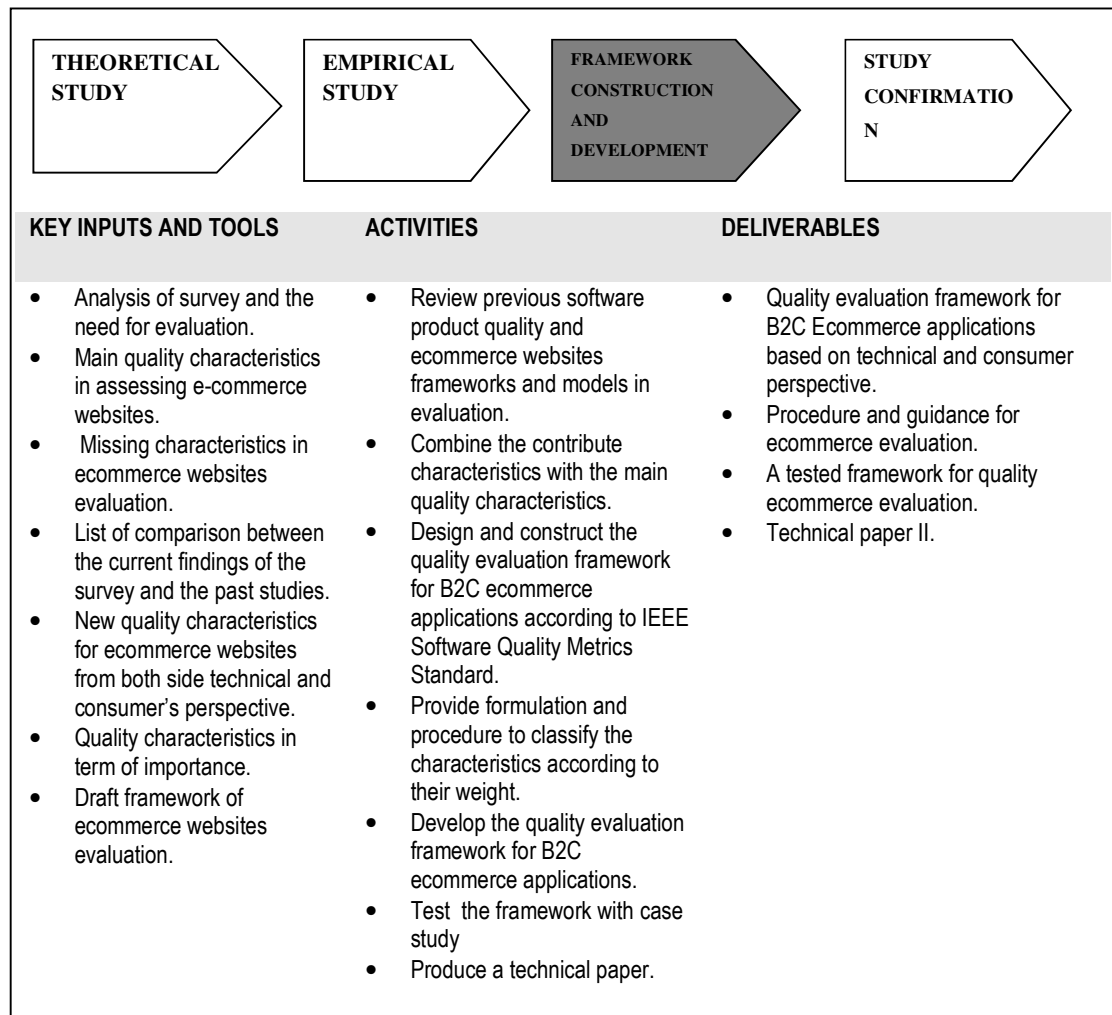 THEORETICAL
STUDY
EMPIRICAL
STUDY
FRAMEWORK
CONSTRUCTION
AND
DEVELOPMENT
STUDY
CONFIRMATIO
N
KEY INPUTS AND TOOLS
• Analysis of survey and the
need for evaluation.
• Main quality characteristics
in assessing e-commerce
websites.
• Missing characteristics in
ecommerce websites
evaluation.
• List of comparison between
the current findings of the
survey and the past studies.
• New quality characteristics
for ecommerce websites
from both side technical and
consumer’s perspective.
• Quality characteristics in
term of importance.
• Draft framework of
ecommerce websites
evaluation.
ACTIVITIES
• Review previous software
product quality and
ecommerce websites
frameworks and models in
evaluation.
• Combine the contribute
characteristics with the main
quality characteristics.
• Design and construct the
quality evaluation framework
for B2C ecommerce
applications according to IEEE
Software Quality Metrics
Standard.
• Provide formulation and
procedure to classify the
characteristics according to
their weight.
• Develop the quality evaluation
framework for B2C
ecommerce applications.
• Test the framework with case
study
• Produce a technical paper.
DELIVERABLES
• Quality evaluation framework for
B2C Ecommerce applications
based on technical and consumer
perspective.
• Procedure and guidance for
ecommerce evaluation.
• A tested framework for quality
ecommerce evaluation.
• Technical paper II.